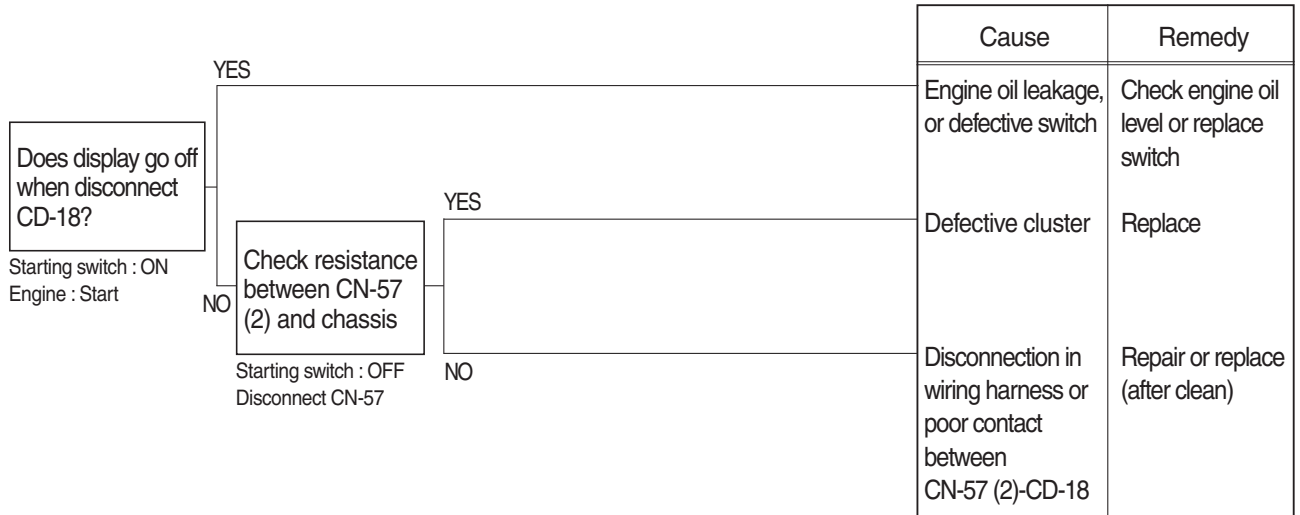 Cause
Remedy
YES
Engine oil leakage,
or defective switch
Check engine oil
level or replace
switch
Does display go off
when disconnect
CD-18?
Starting switch : ON
Engine : Start
YES
Defective cluster
Replace
NO
Check resistance
between CN-57
(2) and chassis
Starting switch : OFF
Disconnect CN-57
NO
Disconnection in
wiring harness or
poor contact
between
CN-57 (2)-CD-18
Repair or replace
(after clean)